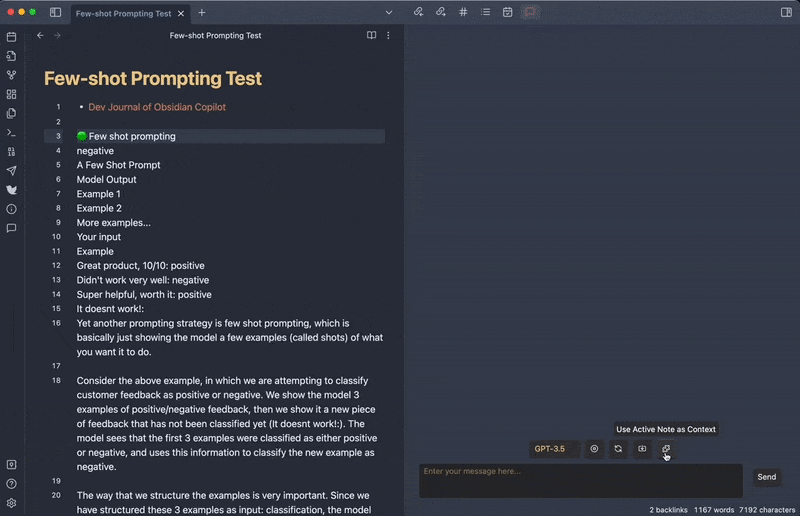 Few-shot Prompting Test
Few-shot Prompting Test
Few-shot Prompting Test
1 • Dev Journal of Obsidian Copilot
2
3 Few shot prompting
4 negative
5 A Few Shot Prompt
6 Model Output
7 Example 1
8 Example 2
9 More examples...
10 Your input
11 Example
12 Great product, 10/10: positive
13 Didn't work very well: negative
14 Super helpful, worth it: positive
15 It doesnt work!:
16 Yet another prompting strategy is few shot prompting, which is
basically just showing the model a few examples (called shots) of what
you want it to do.
17
18 Consider the above example, in which we are attempting to classify
customer feedback as positive or negative. We show the model 3
examples of positive/negative feedback, then we show it a new piece
of feedback that has not been classified yet (It doesnt work!:). The
model sees that the first 3 examples were classified as either positive
or negative, and uses this information to classify the new example as
negative.
19
20 The way that we structure the examples is very important. Since we
have structured these 3 examples as input: classification, the model
Use Active Note as Context
GPT-3.5
Enter your message here...
Send
2 backlinks 1167 words 7192 characters